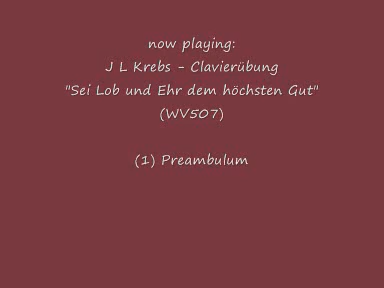 now playing:
J L Krebs - Clavierübung
"Sei Lob und Ehr dem höchsten Gut"
(WV507)
(1) Preambulum